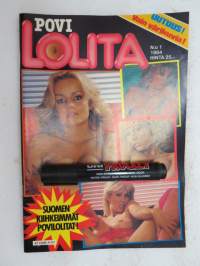 POVI
LOLITA
UUTUUS!
Vain värikuvia!
N:o 1
1984
HINTA 25,-
SUOMEN
KIIHKEIMMÄT
POVILOLITAT!